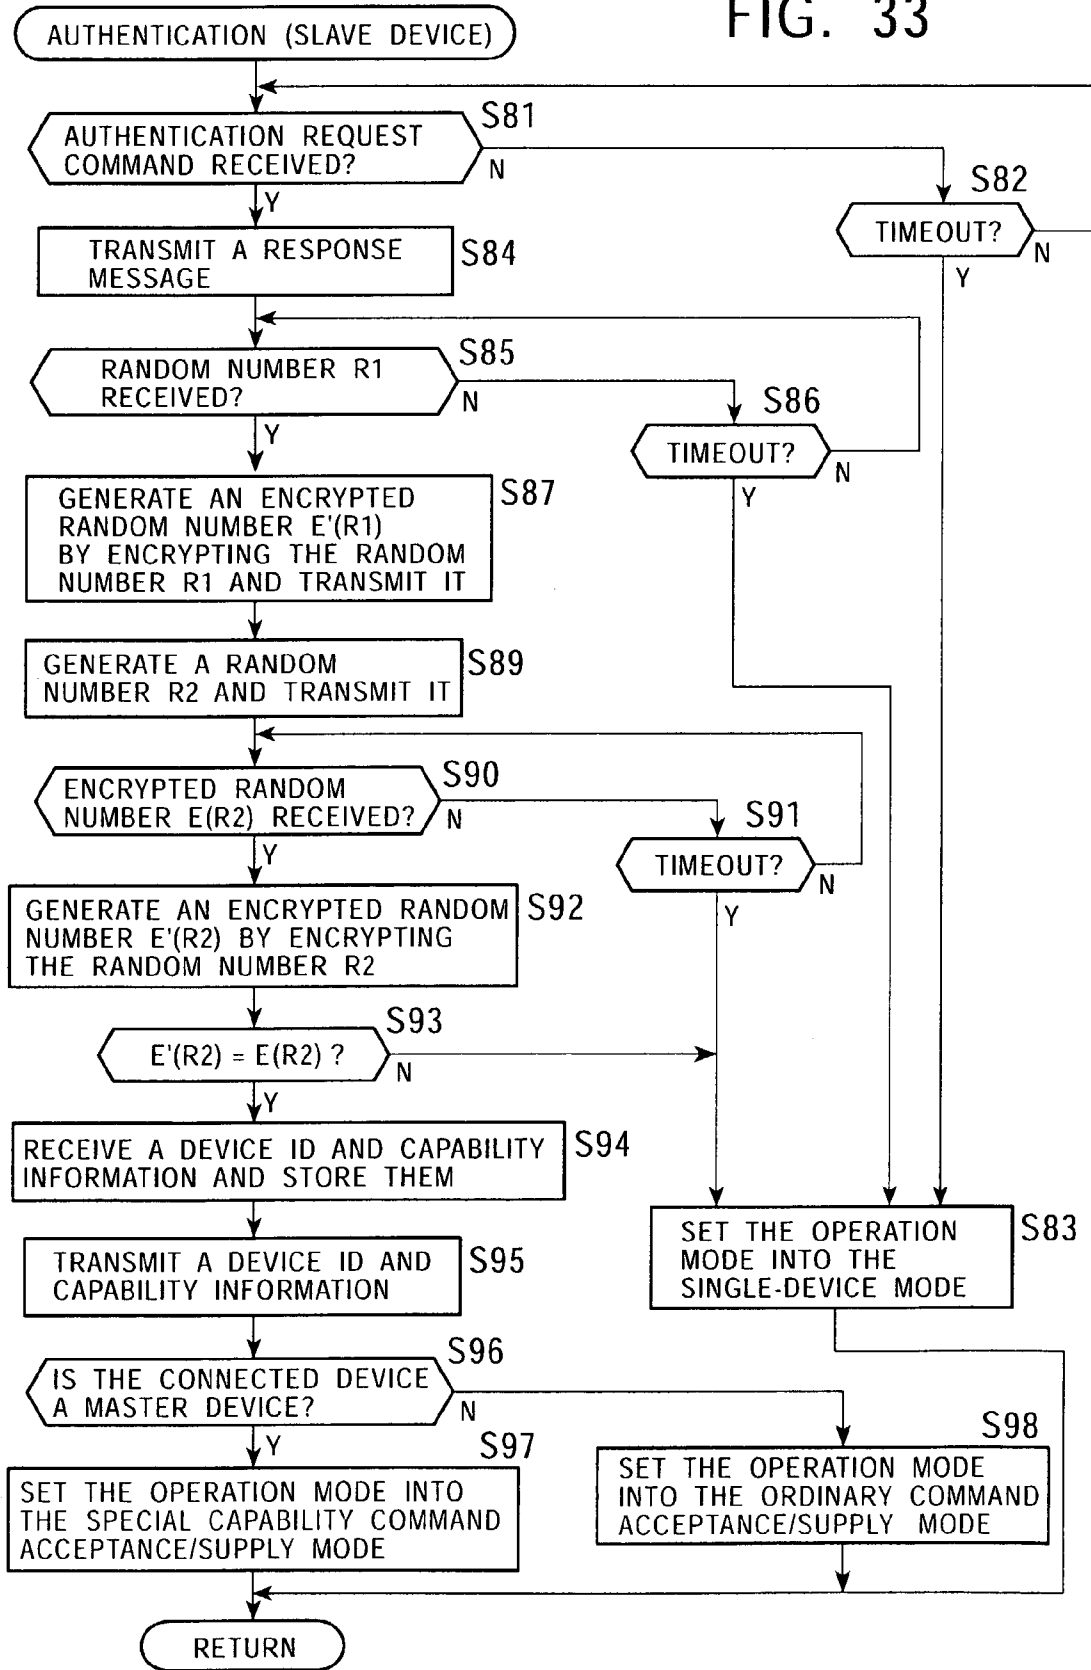 FIG. 33
AUTHENTICATION (SLAVE DEVICE)
S81
AUTHENTICATION REQUEST
COMMAND RECEIVED?
N
Y
S82
TIMEOUT?
N
Y
TRANSMIT A RESPONSE
MESSAGE
S84
S85
RANDOM NUMBER R1
RECEIVED?
N
Y
S86
TIMEOUT?
N
Y
S87
GENERATE AN ENCRYPTED
RANDOM NUMBER E'(R1)
BY ENCRYPTING THE RANDOM
NUMBER R1 AND TRANSMIT IT
S89
GENERATE A RANDOM
NUMBER R2 AND TRANSMIT IT
S90
ENCRYPTED RANDOM
NUMBER E(R2) RECEIVED?
N
Y
S91
TIMEOUT?
N
Y
S92
GENERATE AN ENCRYPTED RANDOM
NUMBER E'(R2) BY ENCRYPTING
THE RANDOM NUMBER R2
S93
E'(R2) = E(R2) ?
N
Y
S94
RECEIVE A DEVICE ID AND CAPABILITY
INFORMATION AND STORE THEM
S95
TRANSMIT A DEVICE ID AND
CAPABILITY INFORMATION
S83
SET THE OPERATION
MODE INTO THE
SINGLE-DEVICE MODE
S96
IS THE CONNECTED DEVICE
A MASTER DEVICE?
N
Y
S97
SET THE OPERATION MODE INTO
THE SPECIAL CAPABILITY COMMAND
ACCEPTANCE/SUPPLY MODE
S98
SET THE OPERATION MODE
INTO THE ORDINARY COMMAND
ACCEPTANCE/SUPPLY MODE
RETURN